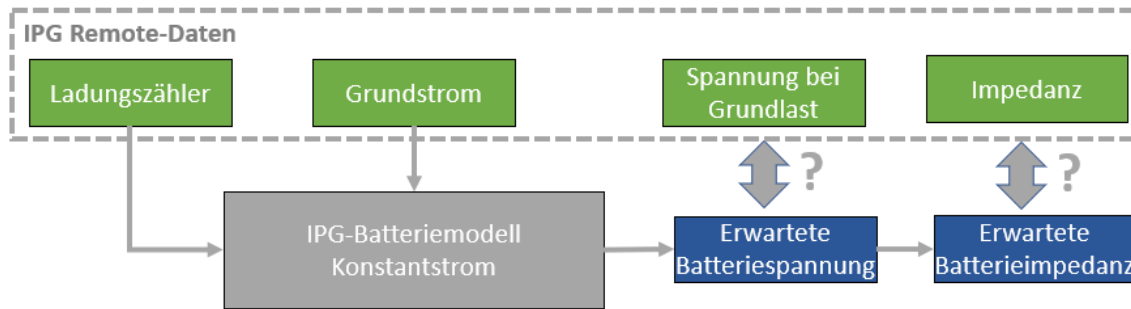 IPG Remote-Daten
Ladungszähler
Grundstrom
Spannung bei
Grundlast
Impedanz
?
?
IPG-Batteriemodell
Konstantstrom
Erwartete
Batteriespannung
Erwartete
Batterieimpedanz